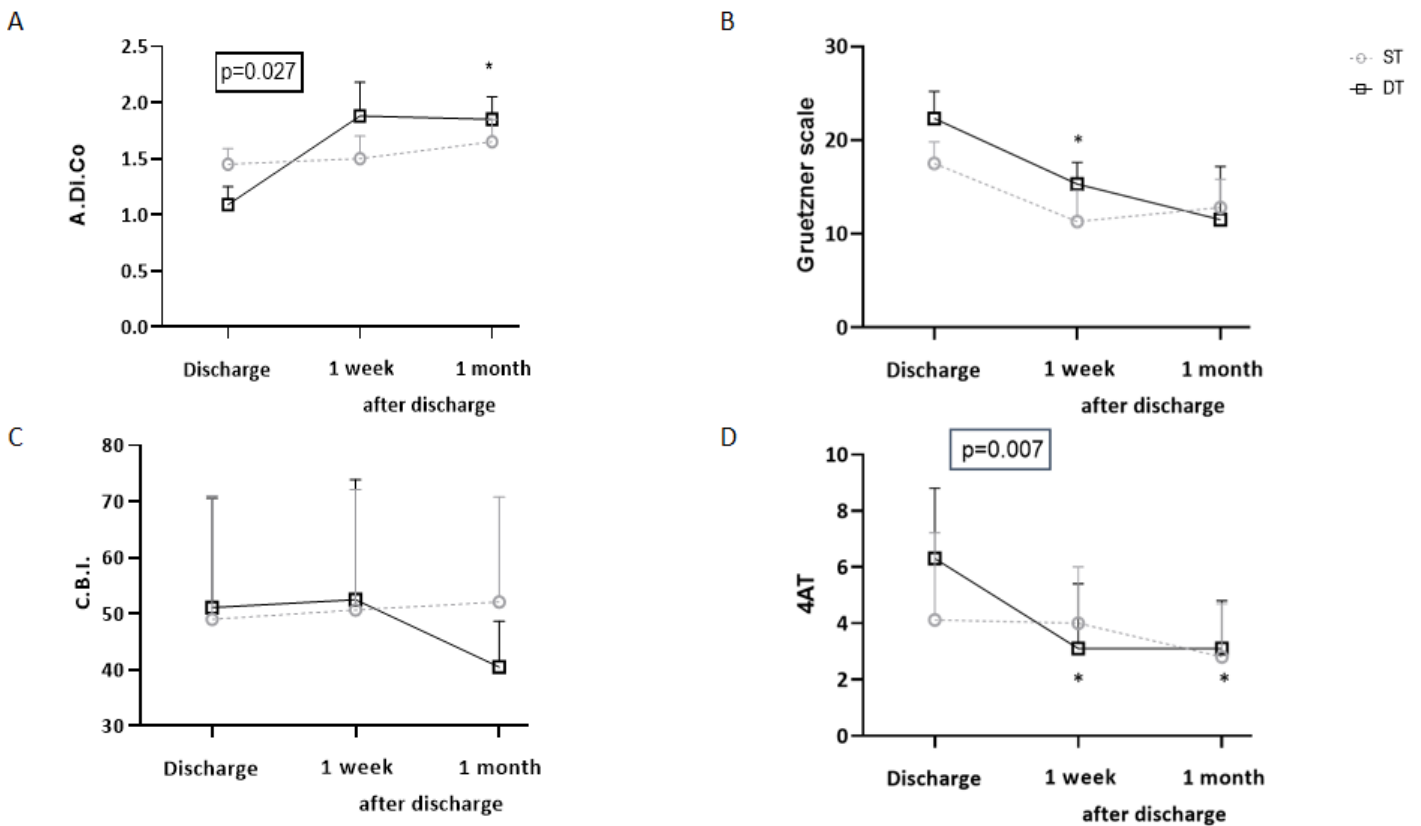 A
A.Di.Co
2.5
2.0
1.5
1.0
0.5
0.0
p=0.027
*
Discharge 1 week 1 month
after discharge
B
Gruetzner scale
30
20
10
0
*
Discharge 1 week 1 month
after discharge
ST
DT
C
C.B.I.
80
70
60
50
40
30
Discharge 1 week 1 month
after discharge
D
4AT
10
8
6
4
2
0
p=0.007
* *
Discharge 1 week 1 month
after discharge